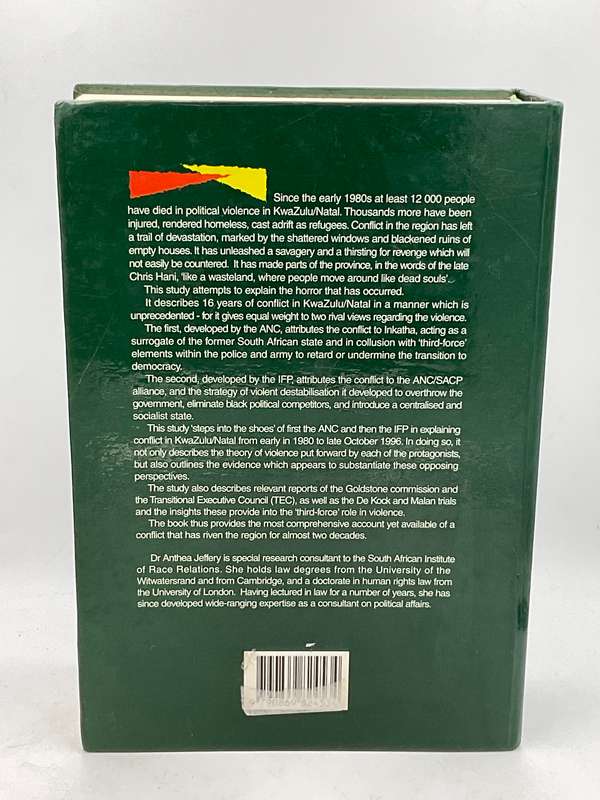 Since the early 1980s at least 12 000 people
have died in political violence in KwaZulu/Natal. Thousands more have been
injured, rendered homeless, cast adrift as refugees. Conflict in the region has left
a trail of devastation, marked by the shattered windows and blackened ruins of
empty houses. It has unleashed a savagery and a thirsting for revenge which will
not easily be countered. It has made parts of the province, in the words of the late
Chris Hani, 'like a wasteland, where people move around like dead souls'.
This study attempts to explain the horror that has occurred.
It describes 16 years of conflict in KwaZulu/Natal in a manner which is
unprecedented - for it gives equal weight to two rival views regarding the violence.
The first, developed by the ANC, attributes the conflict to Inkatha, acting as a
surrogate of the former South African state and in collusion with 'third-force'
elements within the police and army to retard or undermine the transition to
democracy.
The second, developed by the IFP, attributes the conflict to the ANC/SACP
alliance, and the strategy of violent destabilisation it developed to overthrow the
government, eliminate black political competitors, and introduce a centralised and
socialist state.
This study 'steps into the shoes' of first the ANC and then the IFP in explaining
conflict in KwaZulu/Natal from early in 1980 to late October 1996. In doing so, it
not only describes the theory of violence put forward by each of the protagonists,
but also outlines the evidence which appears to substantiate these opposing
perspectives.
The study also describes relevant reports of the Goldstone commission and
the Transitional Executive Council (TEC), as well as the De Kock and Malan trials
and the insights these provide into the 'third-force' role in violence.
The book thus provides the most comprehensive account yet available of a
conflict that has riven the region for almost two decades.
Dr Anthea Jeffery is special research consultant to the South African Institute
of Race Relations. She holds law degrees from the University of the
Witwatersrand and from Cambridge, and a doctorate in human rights law from
the University of London. Having lectured in law for a number of years, she has
since developed wide-ranging expertise as a consultant on political affairs.